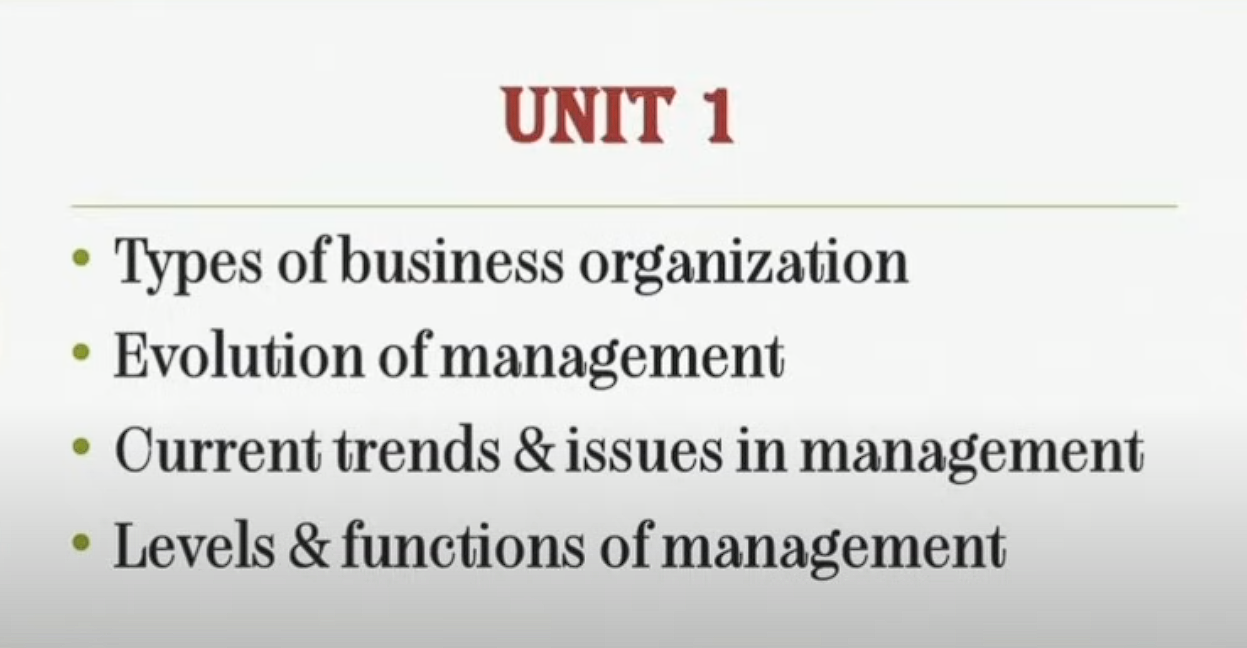 UNIT 1
• Types of business organization
• Evolution of management
• Current trends & issues in management
• Levels & functions of management